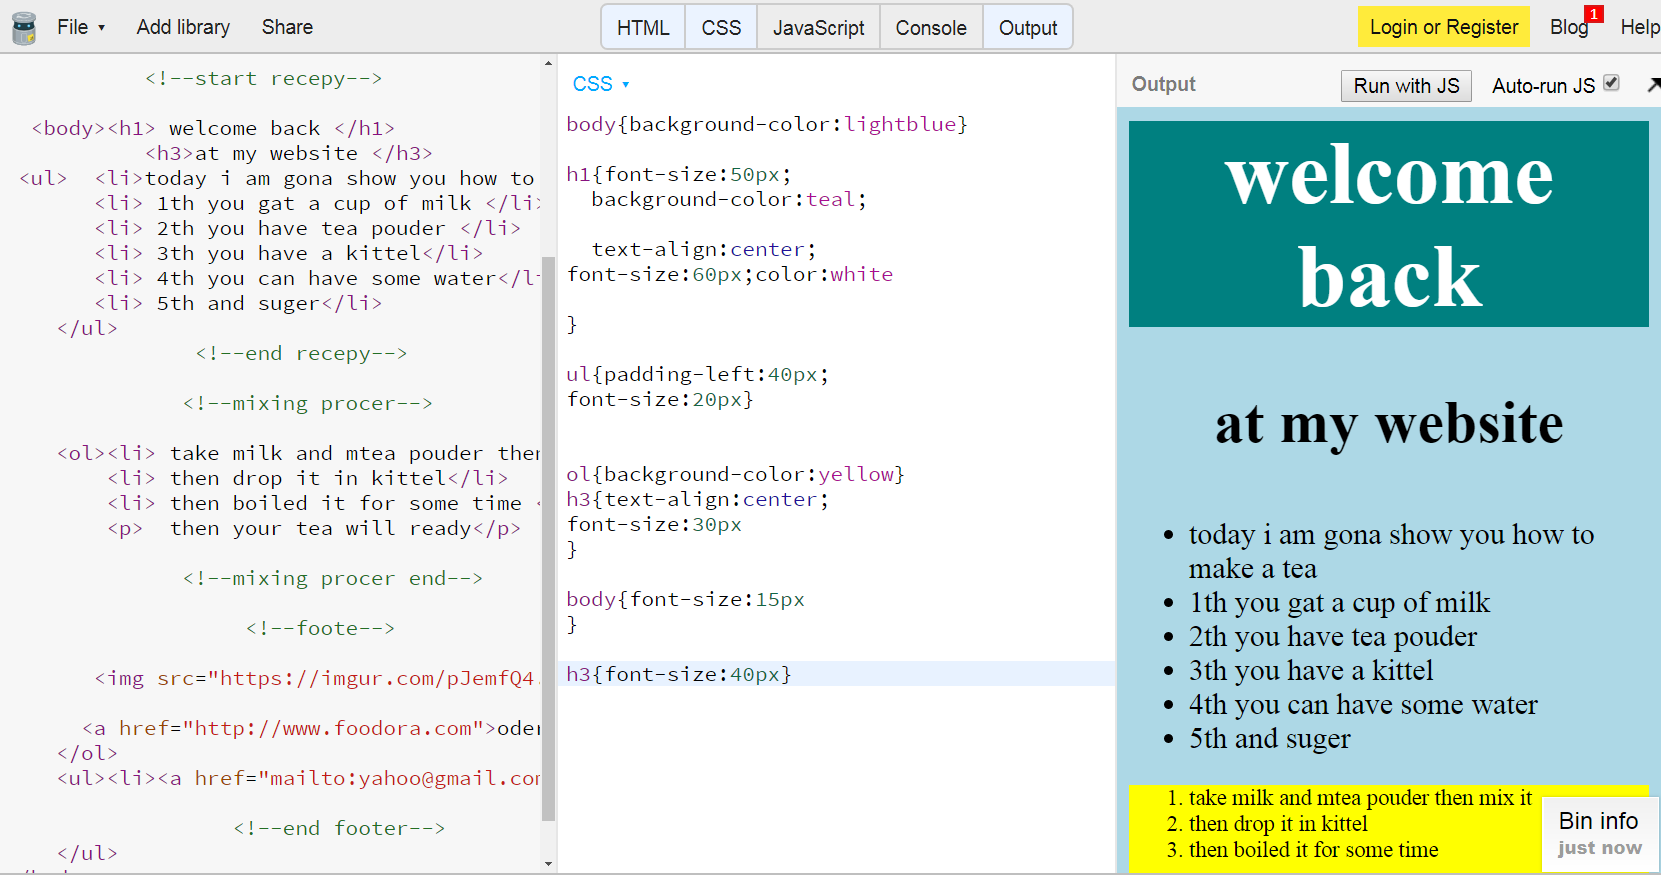 File ▾ Add library Share HTML CSS JavaScript Console Output Login or Register Blog 1 Help
<!--start recepy-->
<body><h1> welcome back </h1>
<h3>at my website </h3>
<ul> <li>today i am gona show you how to
<li> 1th you gat a cup of milk </li>
<li> 2th you have tea pouder </li>
<li> 3th you have a kittel</li>
<li> 4th you can have some water</li
<li> 5th and suger</li>
</ul>
<!--end recepy-->
<!--mixing procer-->
<ol><li> take milk and mtea pouder then
<li> then drop it in kittel</li>
<li> then boiled it for some time <
<p> then your tea will ready</p>
<!--mixing procer end-->
<!--foote-->
<img src="https://imgur.com/pJemfQ4.
<a href="http://www.foodora.com">oder
</ol>
<ul><li><a href="mailto:yahoo@gmail.com
<!--end footer-->
</ul>
CSS ▾
body{background-color:lightblue}
h1{font-size:50px;
background-color:teal;
text-align:center;
font-size:60px;color:white
}
ul{padding-left:40px;
font-size:20px}
ol{background-color:yellow}
h3{text-align:center;
font-size:30px
}
body{font-size:15px
}
h3{font-size:40px}
Output Run with JS Auto-run JS
welcome
back
at my website
• today i am gona show you how to
make a tea
• 1th you gat a cup of milk
• 2th you have tea pouder
• 3th you have a kittel
• 4th you can have some water
• 5th and suger
1. take milk and mtea pouder then mix it
2. then drop it in kittel
3. then boiled it for some time
Bin info
just now